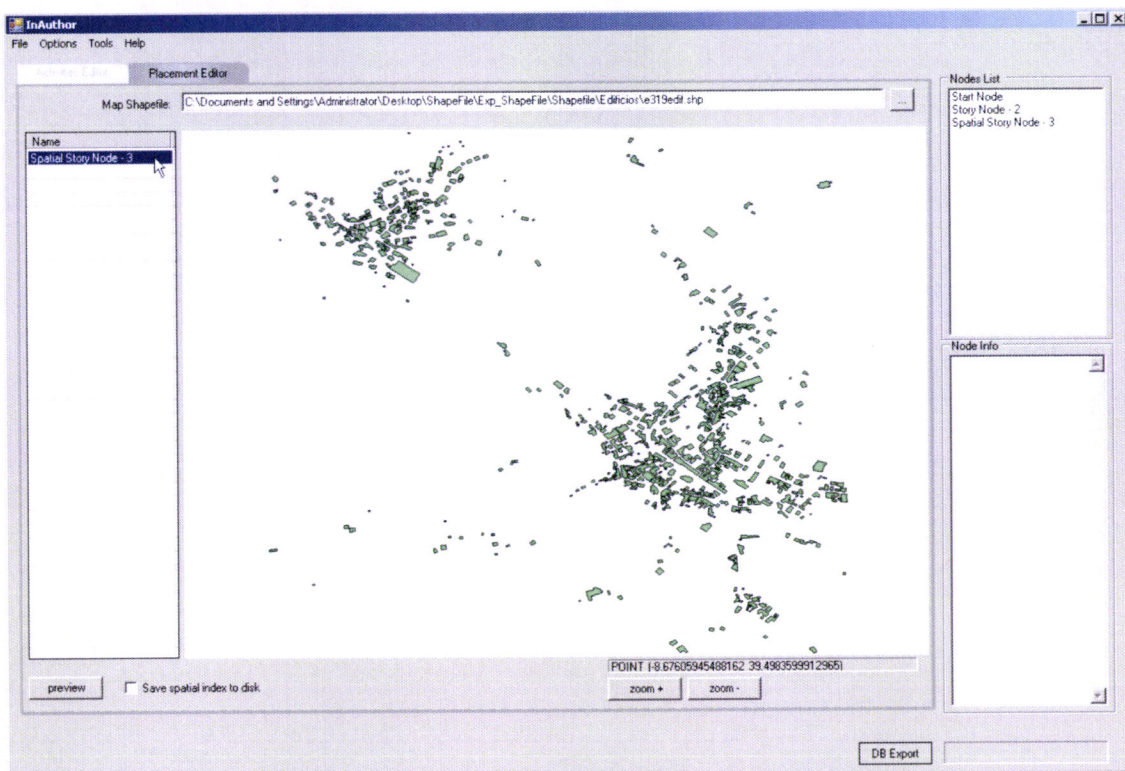 InAuthor
File Options Tools Help
Placement Editor
Map Shapefile: C:\Documents and Settings\Administrator\Desktop\ShapeFile\Exp_ShapeFile\Shapefile\Edificios\e319edif.shp ...
Name
Spatial Story Node - 3
Nodes List
Start Node
Story Node - 2
Spatial Story Node - 3
Node Info
POINT (-8.67605945488162 39.4983599912965)
preview
Save spatial index to disk
zoom +
zoom -
DB Export